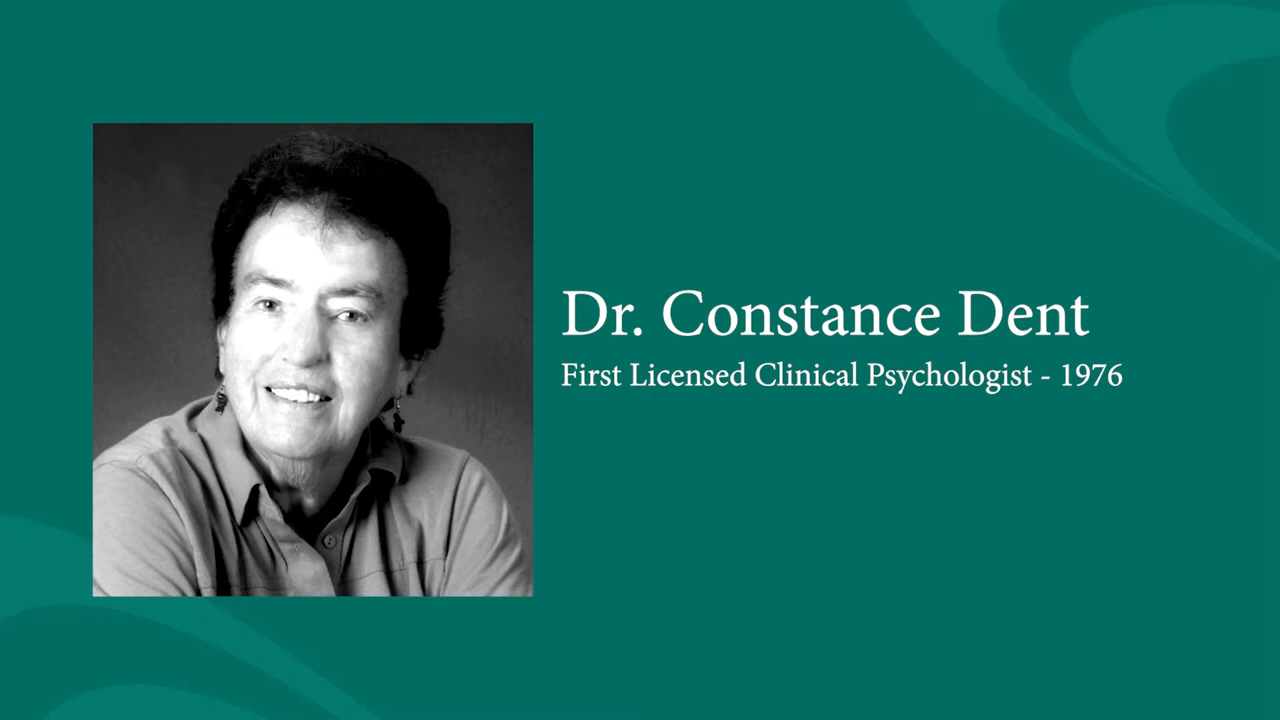 Dr. Constance Dent
First Licensed Clinical Psychologist - 1976